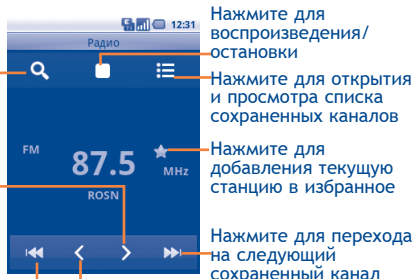 12:31
Радио
FM
87.5
MHz
ROSN
Нажмите для
воспроизведения/
остановки
Нажмите для открытия
и просмотра списка
сохраненных каналов
Нажмите для
добавления текущую
станцию в избранное
Нажмите для перехода
на следующий
сохраненный канал